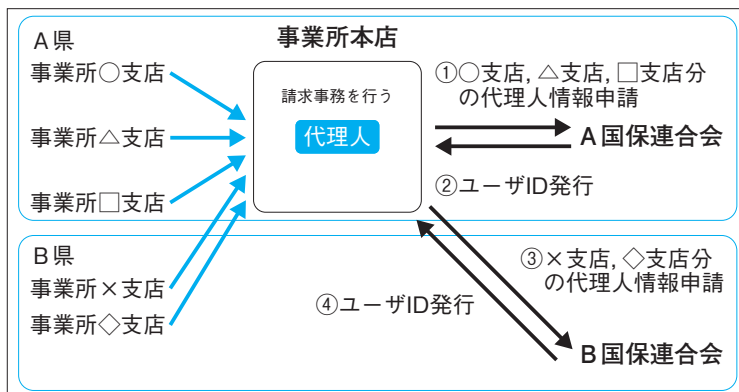 A県
事業所本店
事業所○支店
事業所△支店
事業所□支店
請求事務を行う
代理人
①○支店, △支店, □支店分
の代理人情報申請
A国保連合会
②ユーザID発行
B県
事業所×支店
事業所◇支店
③×支店, ◇支店分
の代理人情報申請
④ユーザID発行
B国保連合会